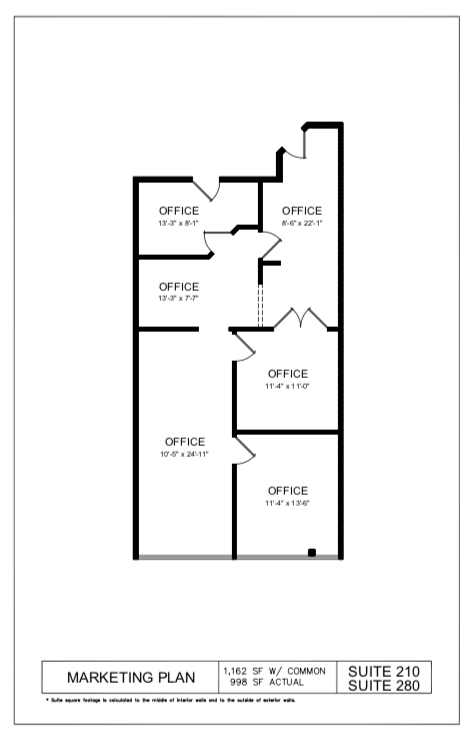 OFFICE
13'-3" x 8'-1"
OFFICE
8'-6" x 22'-1"
OFFICE
13'-3" x 7'-7"
OFFICE
11'-4" x 11'-0"
OFFICE
10'-5" x 24'-11"
OFFICE
11'-4" x 13'-6"
MARKETING PLAN
1,162 SF W/ COMMON
998 SF ACTUAL
SUITE 210
SUITE 280
* Suite square footage is calculated to the middle of interior walls and to the outside of exterior walls.